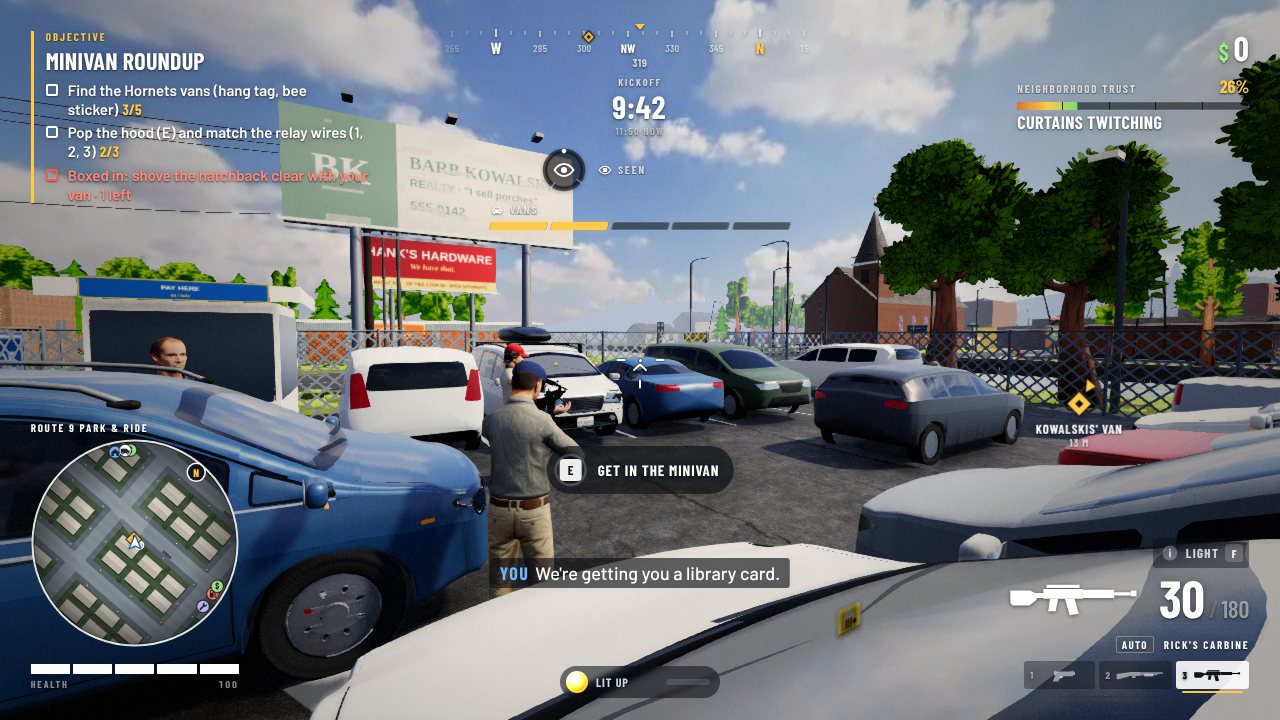 OBJECTIVE
MINIVAN ROUNDUP
Find the Hornets vans (hang tag, bee
sticker) 3/5
Pop the hood (E) and match the relay wires (1,
2, 3) 2/3
Boxed in: shove the hatchback clear with your
van · 1 left
255 W 285 300 NW 330 345 N 15
319
KICKOFF
9:42
11:50 NOW
SEEN
VANS
$ 0
NEIGHBORHOOD TRUST 26%
CURTAINS TWITCHING
BK
BARB KOWALSK
REALTY · "I sell porches"
555-0142
HANK'S HARDWARE
We have that.
PAY HERE
KOWALSKIS' VAN
13 M
E GET IN THE MINIVAN
YOU We're getting you a library card.
ROUTE 9 PARK & RIDE
N
$
HEALTH 100
LIT UP
LIGHT F
30 / 180
AUTO RICK'S CARBINE
1 2 3